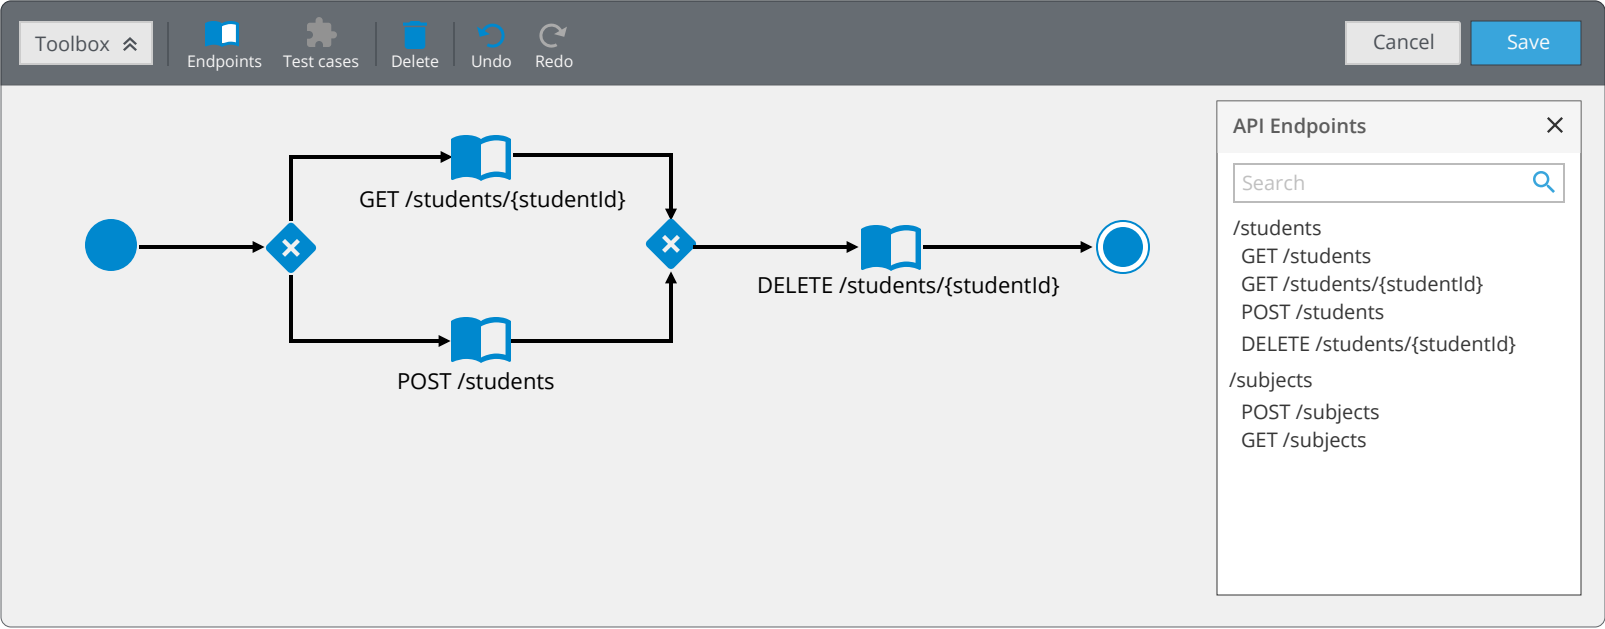 Toolbox
Endpoints
Test cases
Delete
Undo
Redo
Cancel
Save
GET /students/{studentId}
POST /students
DELETE /students/{studentId}
API Endpoints
Search
/students
GET /students
GET /students/{studentId}
POST /students
DELETE /students/{studentId}
/subjects
POST /subjects
GET /subjects